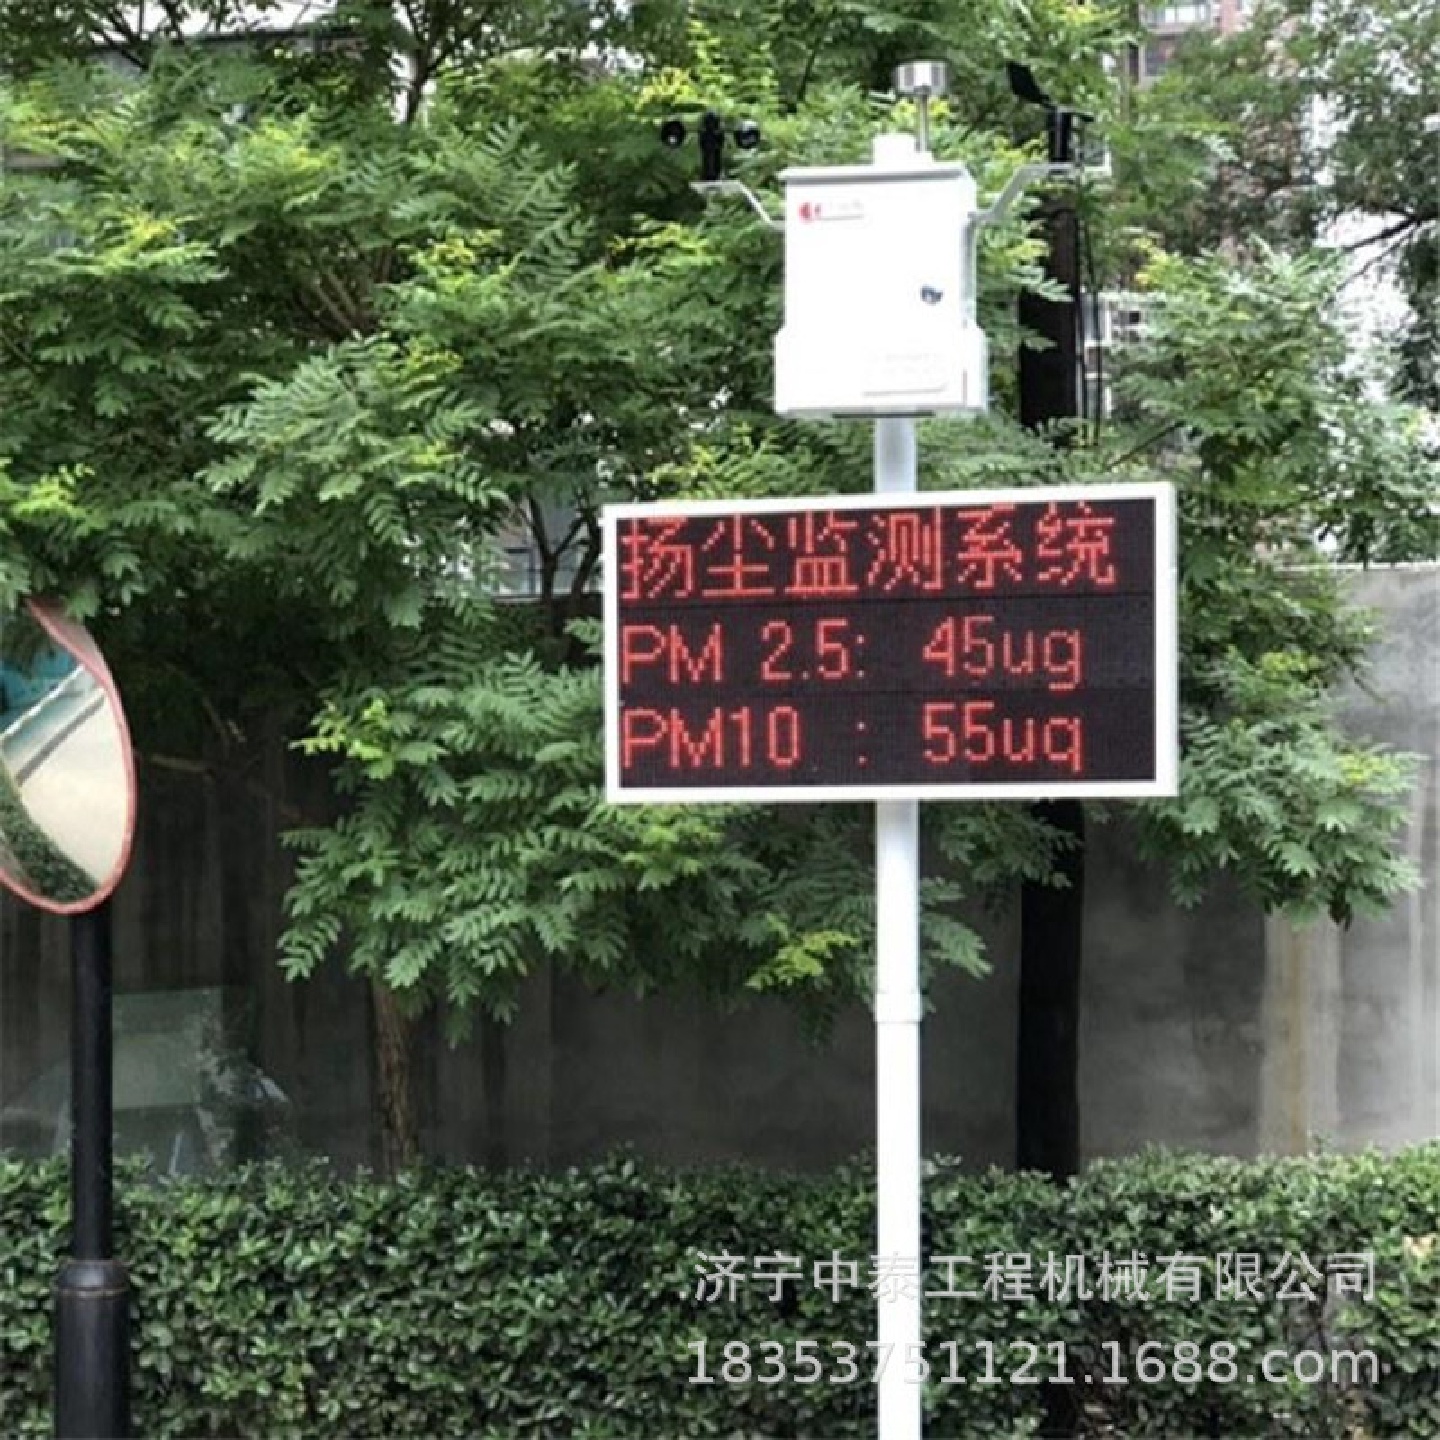 扬尘监测系统
PM 2.5: 45ug
PM10 : 55ug
济宁中泰工程机械有限公司
18353751121.1688.com